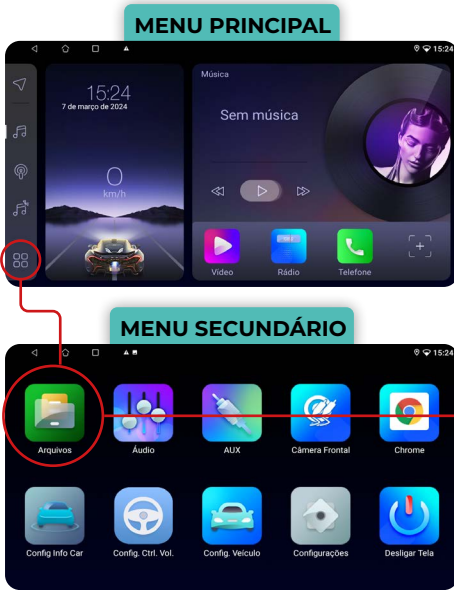 MENU PRINCIPAL
15:24
15:24
7 de março de 2024
0
km/h
Música
Sem música
Vídeo
Rádio
Telefone
MENU SECUNDÁRIO
15:24
Arquivos
Áudio
AUX
Câmera Frontal
Chrome
Config Info Car
Config. Ctrl. Vol.
Config. Veículo
Configurações
Desligar Tela